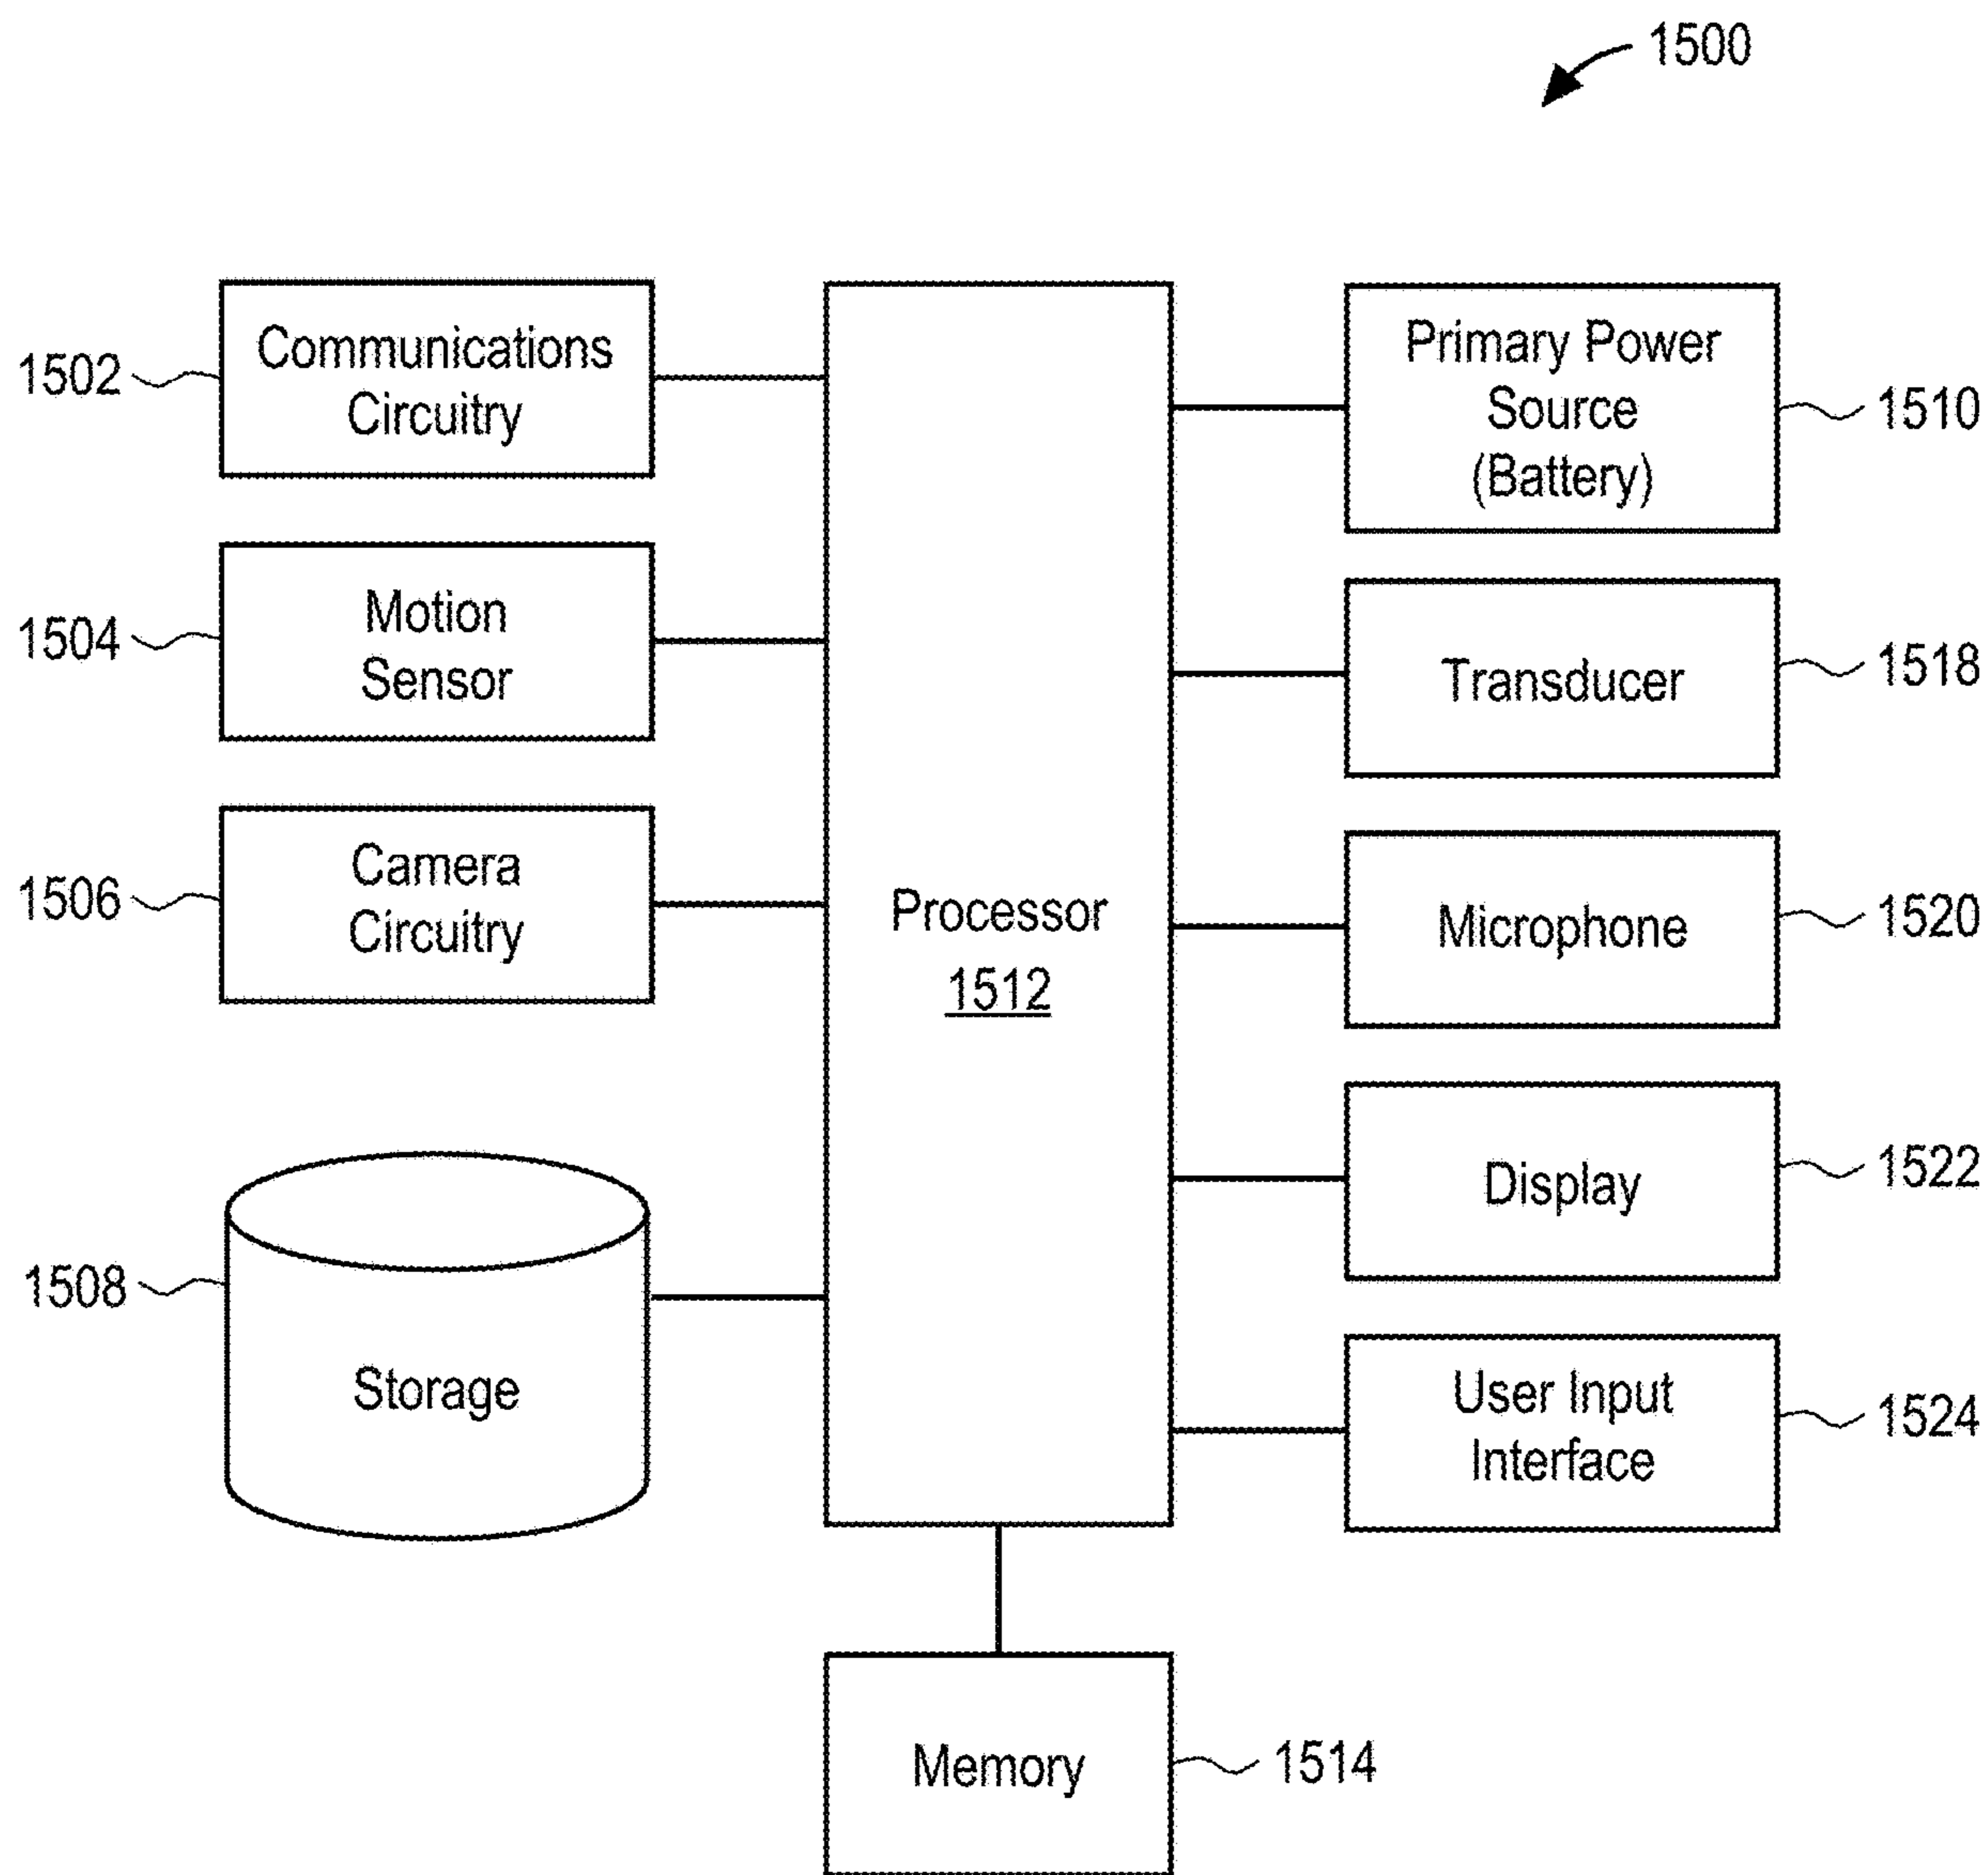 1500
1502
Communications
Circuitry
1504
Motion
Sensor
1506
Camera
Circuitry
1508
Storage
Processor
1512
Primary Power
Source
(Battery)
1510
Transducer
1518
Microphone
1520
Display
1522
User Input
Interface
1524
Memory
1514